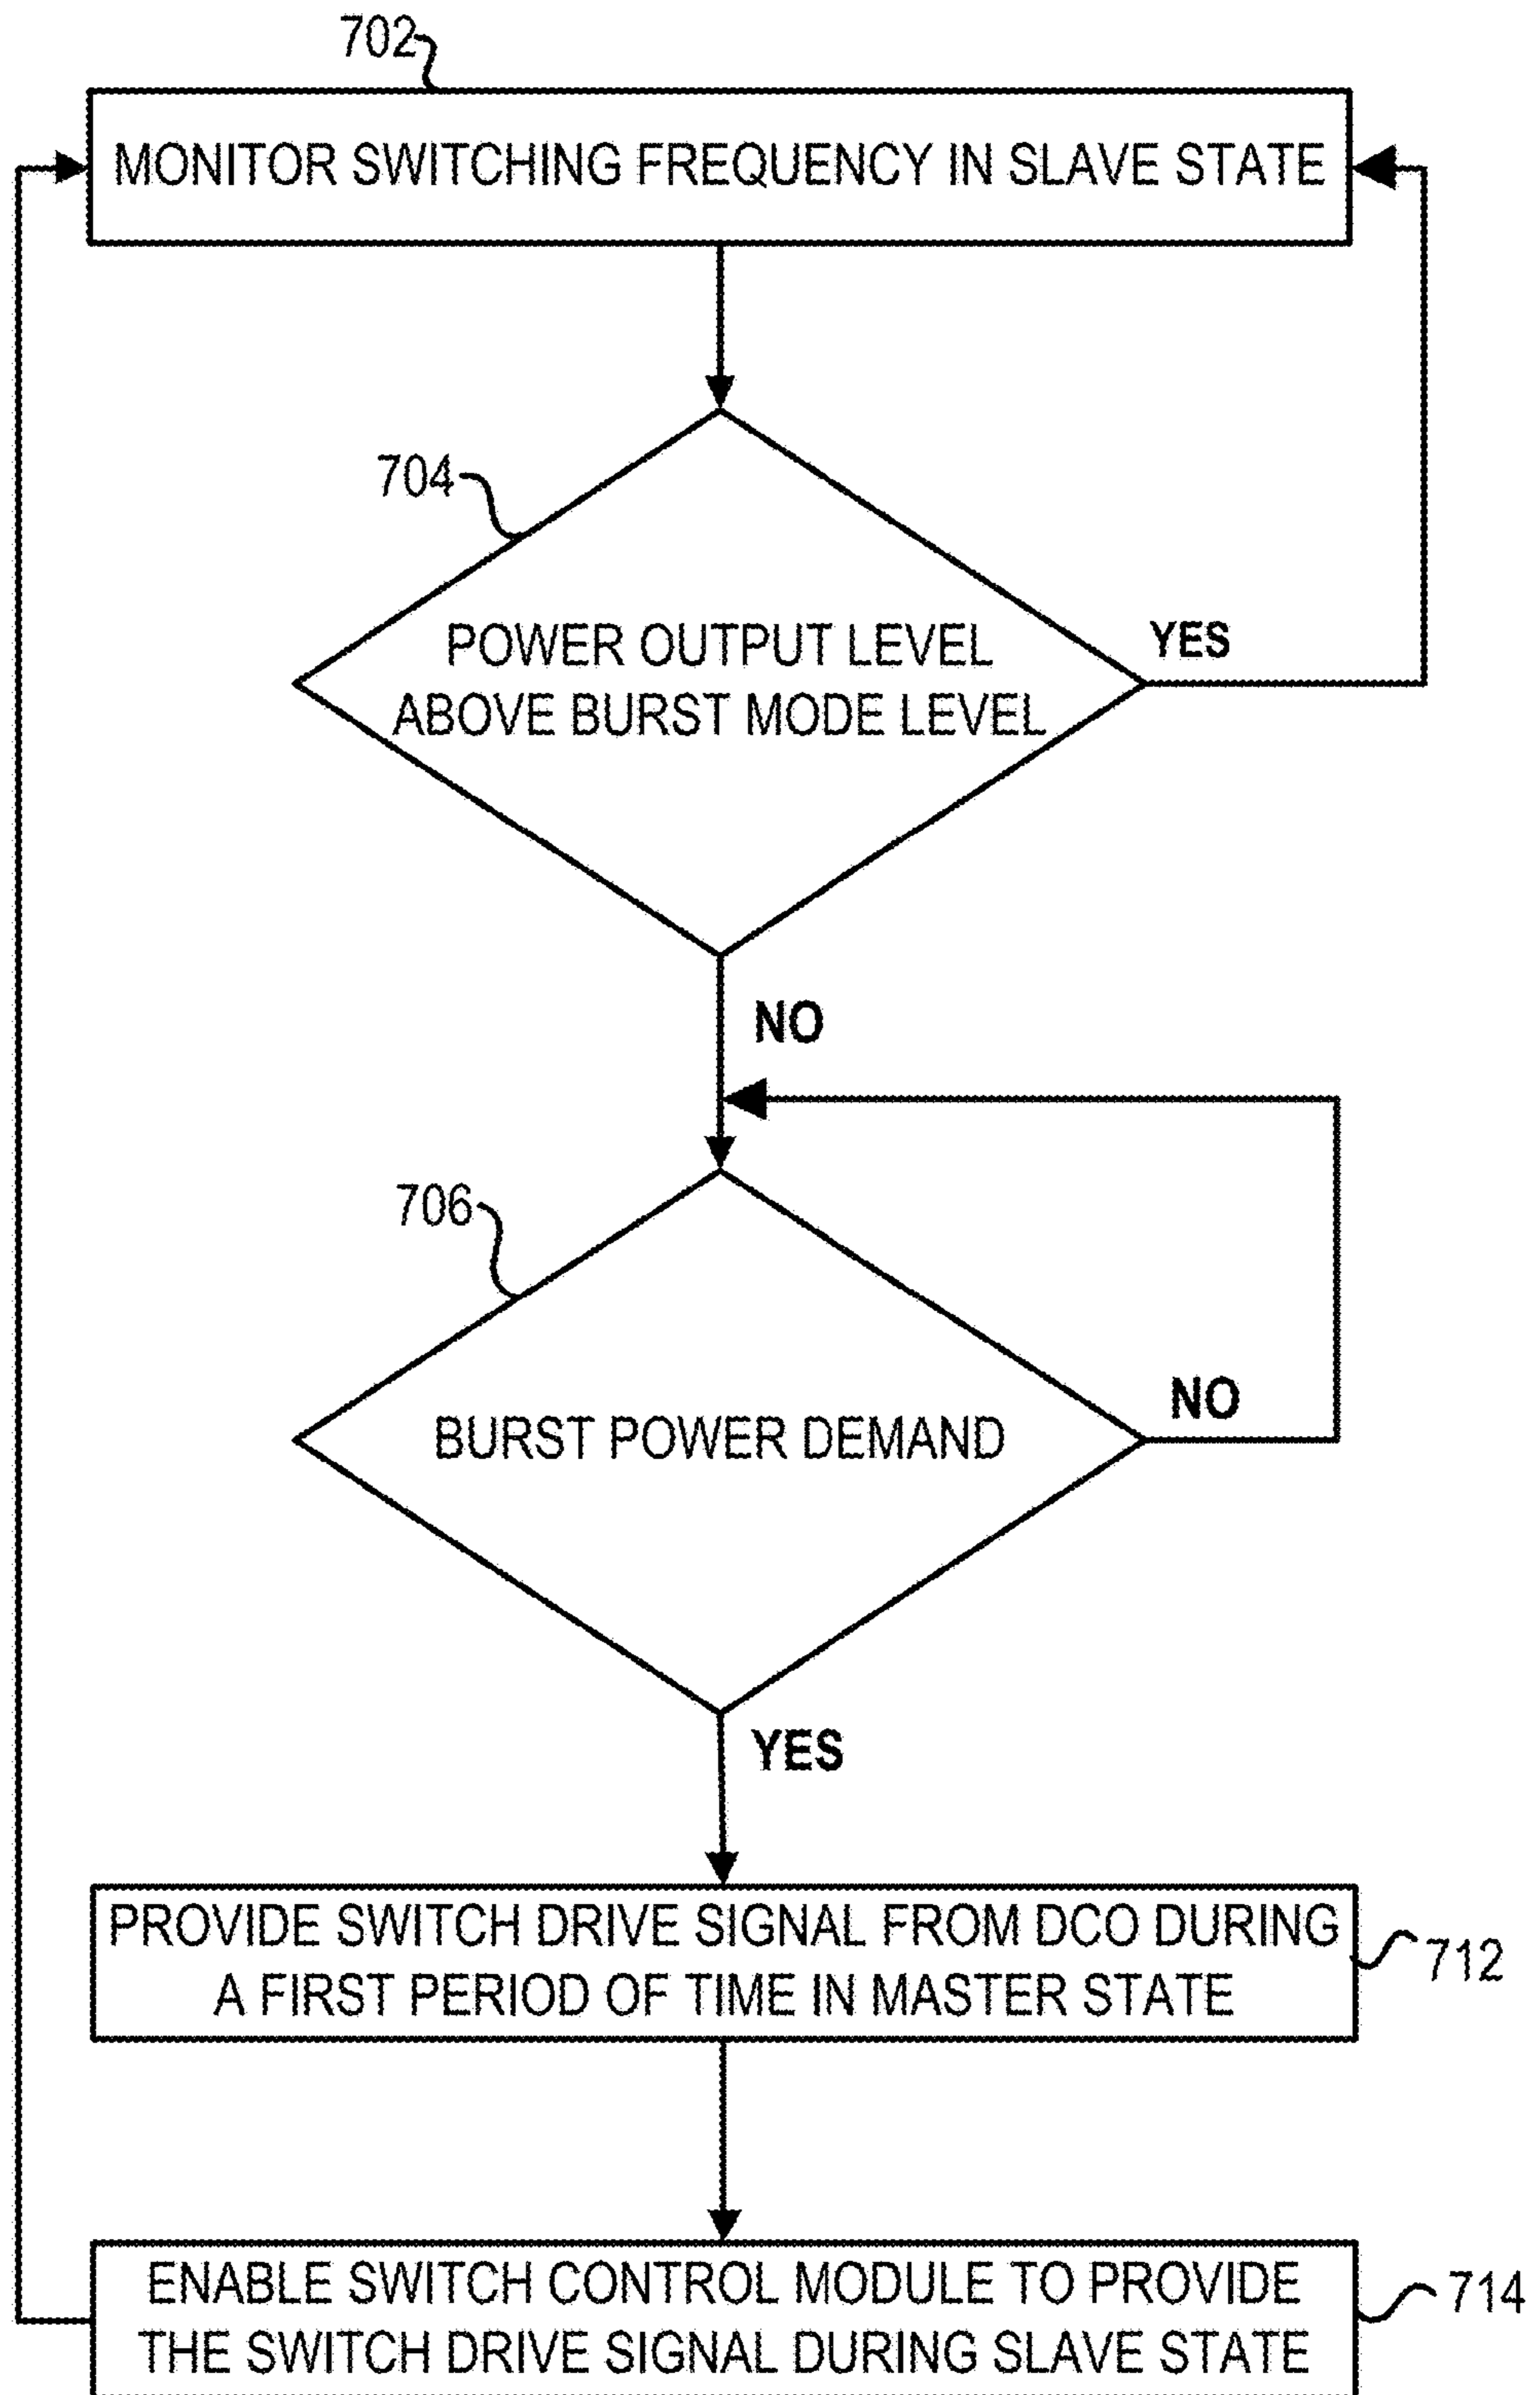 702
MONITOR SWITCHING FREQUENCY IN SLAVE STATE
704
POWER OUTPUT LEVEL
ABOVE BURST MODE LEVEL
YES
NO
706
BURST POWER DEMAND
NO
YES
PROVIDE SWITCH DRIVE SIGNAL FROM DCO DURING
A FIRST PERIOD OF TIME IN MASTER STATE
712
ENABLE SWITCH CONTROL MODULE TO PROVIDE
THE SWITCH DRIVE SIGNAL DURING SLAVE STATE
714